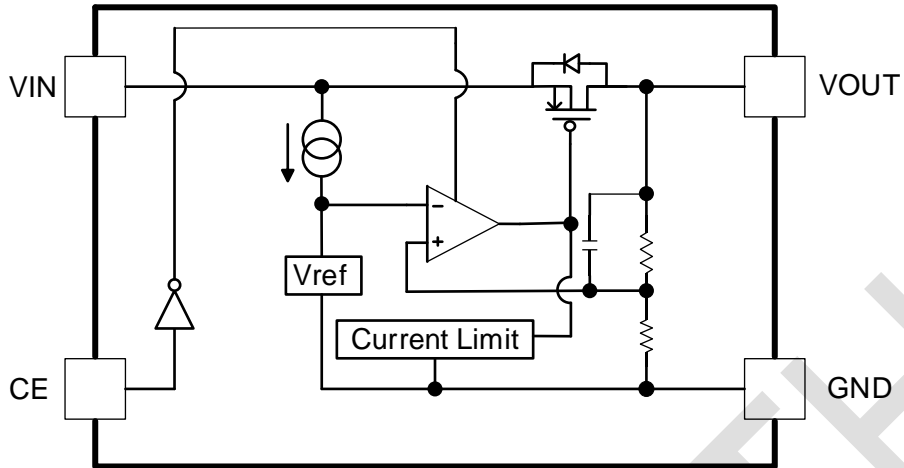 VIN
VOUT
−
+
Vref
Current Limit
CE
GND